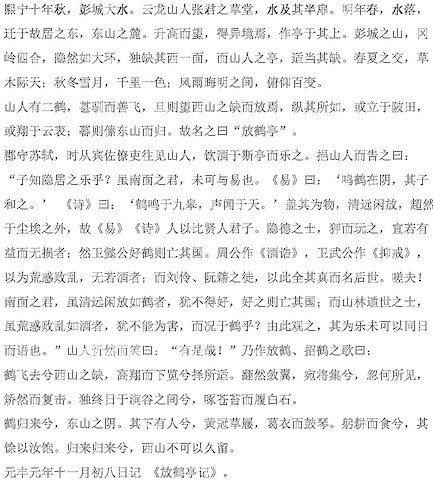 熙宁十年秋，彭城大水。云龙山人张君之草堂，水及其半扉。明年春，水落，
迁于故居之东，东山之麓。升高而望，得异境焉，作亭于其上。彭城之山，冈
岭四合，隐然如大环，独缺其西一面，而山人之亭，适当其缺。春夏之交，草
木际天；秋冬雪月，千里一色；风雨晦明之间，俯仰百变。
山人有二鹤，甚驯而善飞，旦则望西山之缺而放焉，纵其所如，或立于陂田，
或翔于云表；暮则傃东山而归。故名之曰“放鹤亭”。
郡守苏轼，时从宾佐僚吏往见山人，饮酒于斯亭而乐之。挹山人而告之曰：
“子知隐居之乐乎？虽南面之君，未可与易也。《易》曰：‘鸣鹤在阴，其子
和之。’ 《诗》曰：‘鹤鸣于九皋，声闻于天。’盖其为物，清远闲放，超然
于尘埃之外，故《易》《诗》人以比贤人君子。隐德之士，狎而玩之，宜若有
益而无损者；然卫懿公好鹤则亡其国。周公作《酒诰》，卫武公作《抑戒》，
以为荒惑败乱，无若酒者；而刘伶、阮籍之徒，以此全其真而名后世。嗟夫！
南面之君，虽清远闲放如鹤者，犹不得好，好之则亡其国；而山林遁世之士，
虽荒惑败乱如酒者，犹不能为害，而况于鹤乎？由此观之，其为乐未可以同日
而语也。”山人忻然而笑曰：“有是哉！”乃作放鹤、招鹤之歌曰：
鹤飞去兮西山之缺，高翔而下览兮择所适。翻然敛翼，宛将集兮，忽何所见，
矫然而复击。独终日于涧谷之间兮，啄苍苔而履白石。
鹤归来兮，东山之阴。其下有人兮，黄冠草屦，葛衣而鼓琴。躬耕而食兮，其
馀以汝饱。归来归来兮，西山不可以久留。
元丰元年十一月初八日记 《放鹤亭记》。